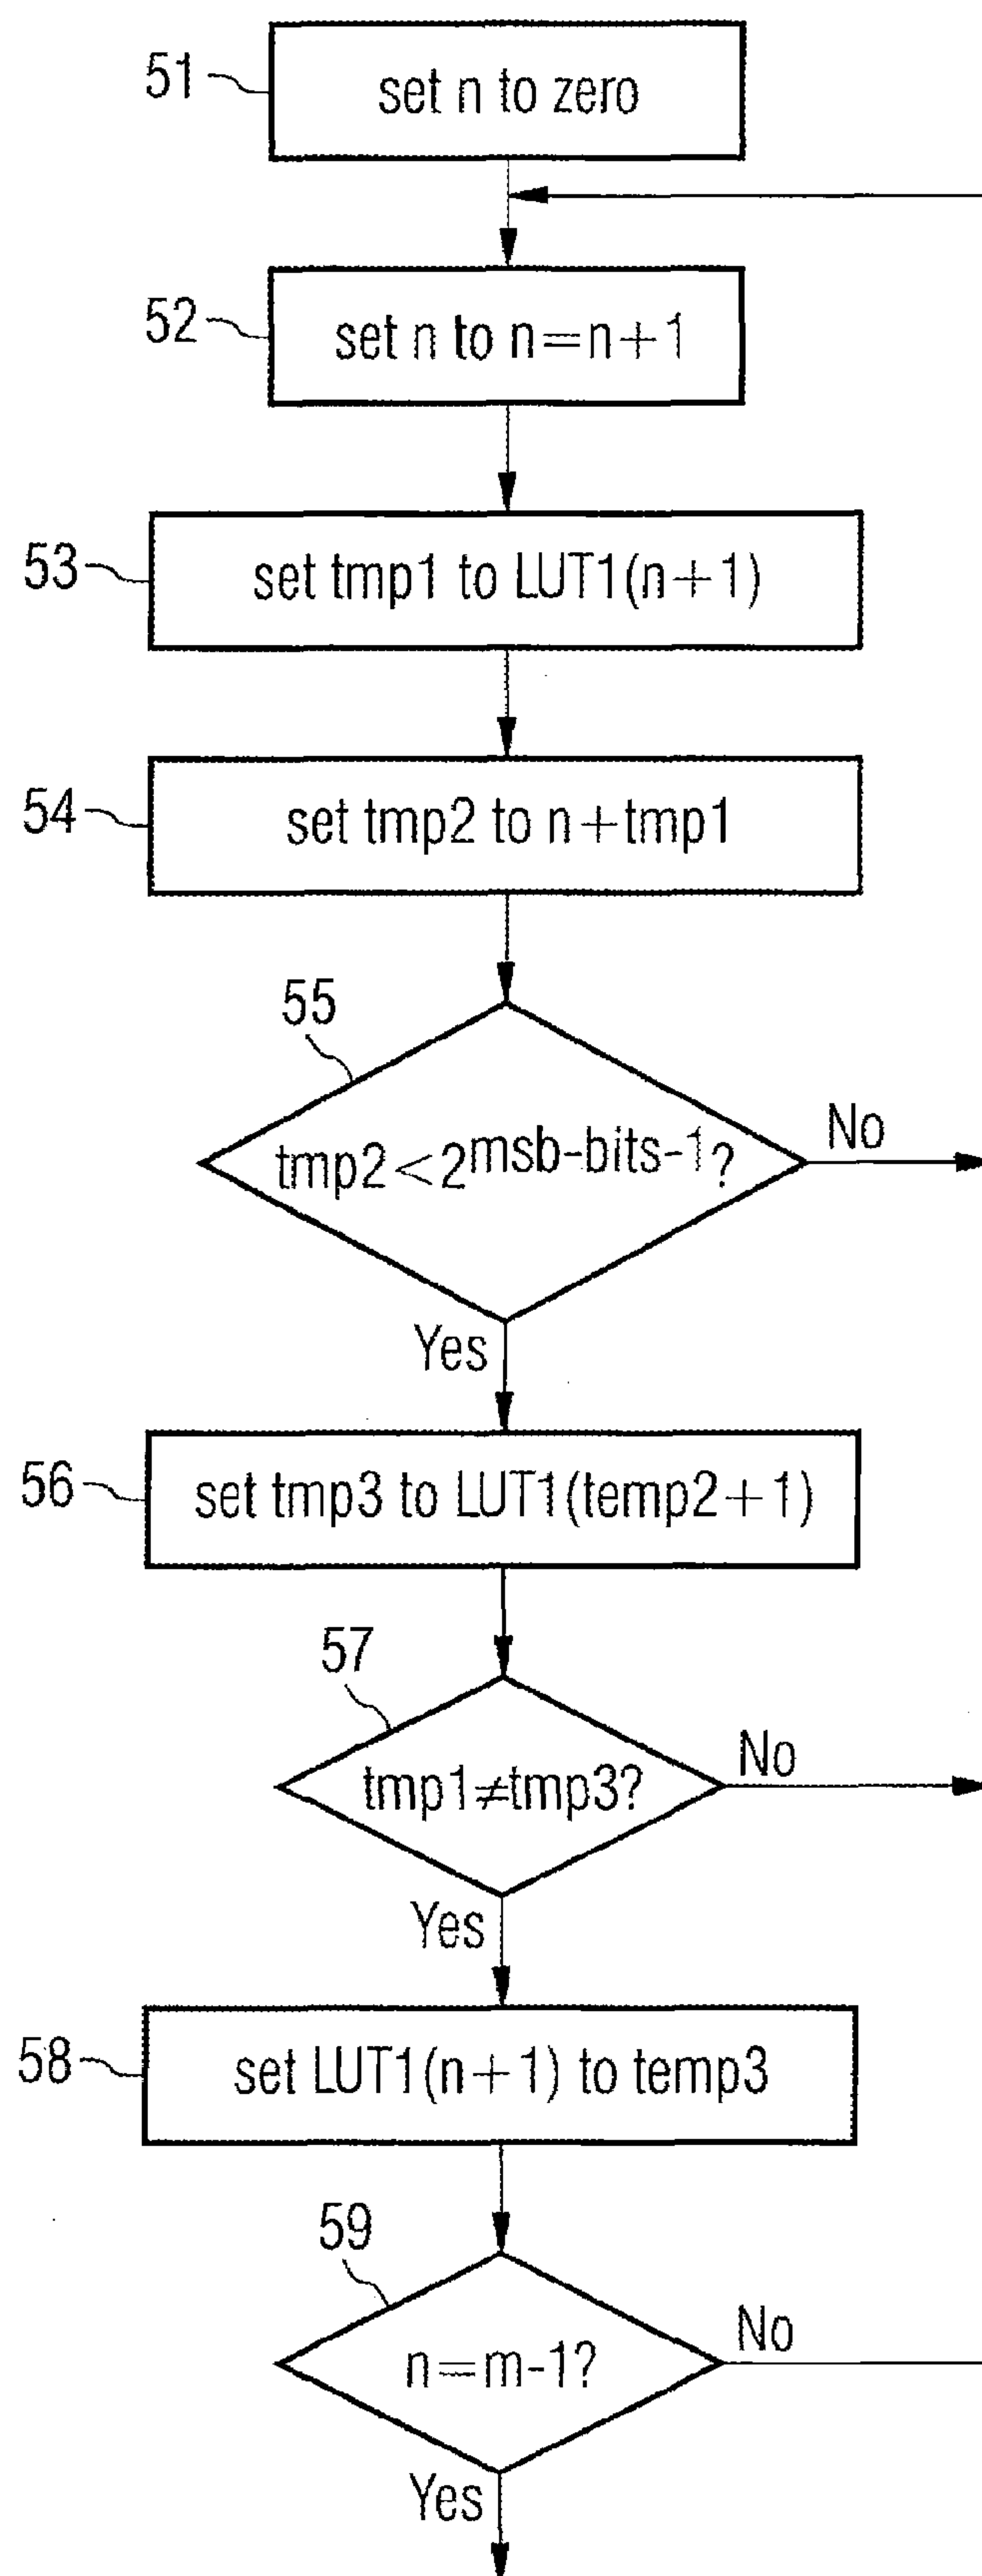 51
set n to zero
52
set n to n=n+1
53
set tmp1 to LUT1(n+1)
54
set tmp2 to n+tmp1
55
tmp2<2^msb-bits-1?
No
Yes
56
set tmp3 to LUT1(temp2+1)
57
tmp1≠tmp3?
No
Yes
58
set LUT1(n+1) to temp3
59
n=m-1?
No
Yes